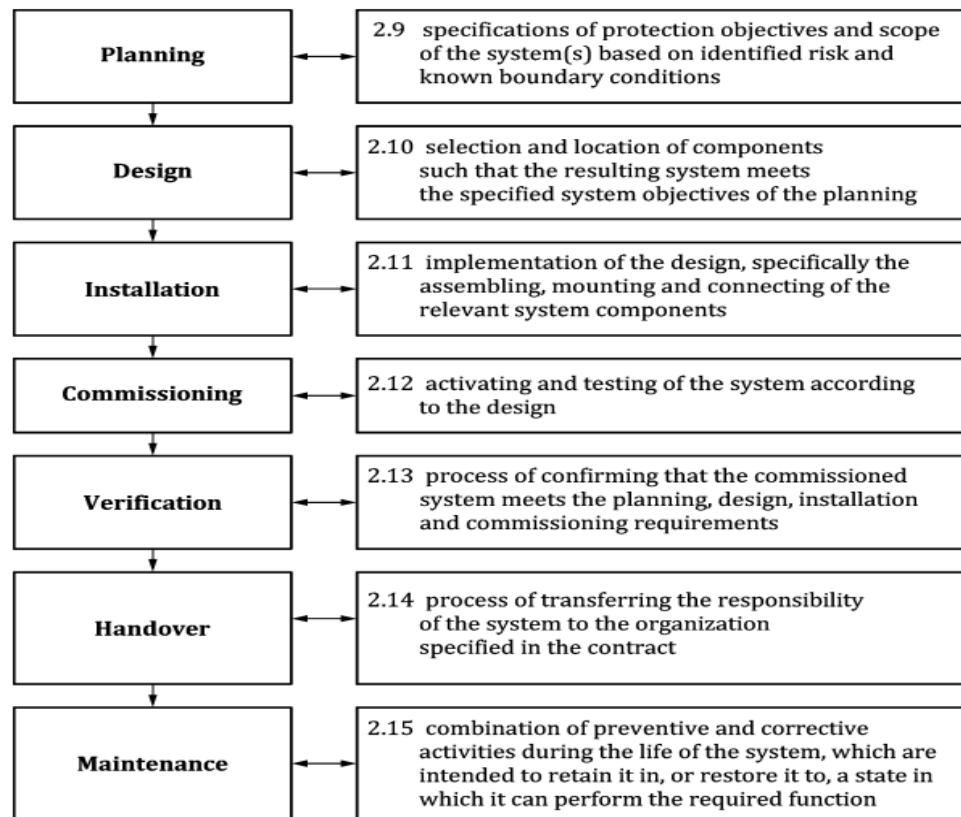 Planning
2.9 specifications of protection objectives and scope
of the system(s) based on identified risk and
known boundary conditions
Design
2.10 selection and location of components
such that the resulting system meets
the specified system objectives of the planning
Installation
2.11 implementation of the design, specifically the
assembling, mounting and connecting of the
relevant system components
Commissioning
2.12 activating and testing of the system according
to the design
Verification
2.13 process of confirming that the commissioned
system meets the planning, design, installation
and commissioning requirements
Handover
2.14 process of transferring the responsibility
of the system to the organization
specified in the contract
Maintenance
2.15 combination of preventive and corrective
activities during the life of the system, which are
intended to retain it in, or restore it to, a state in
which it can perform the required function